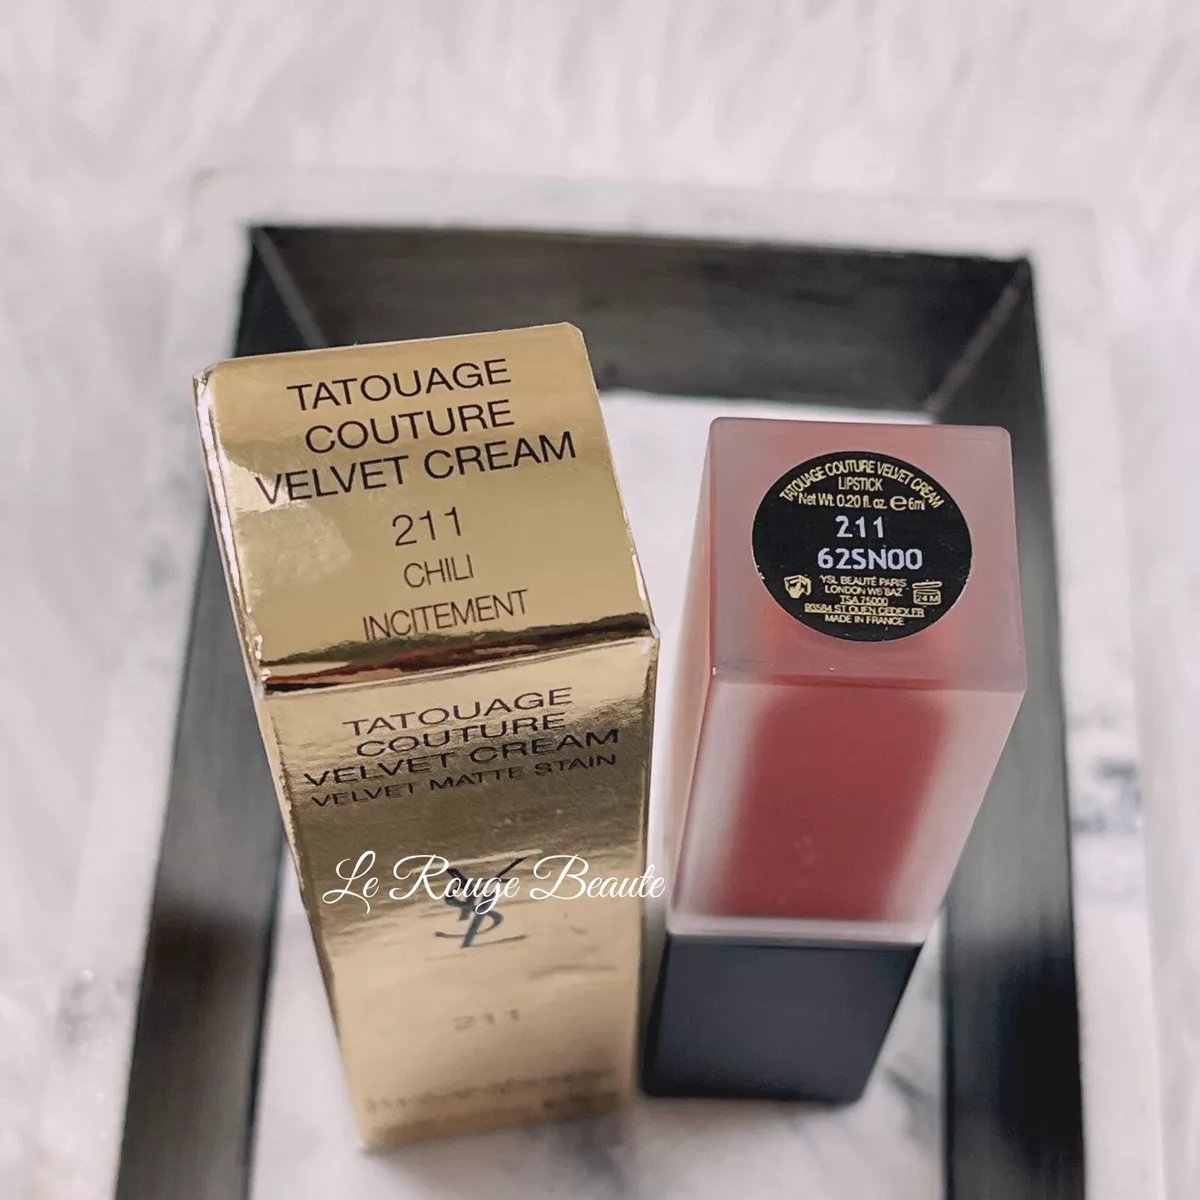 TATOUAGE
COUTURE
VELVET CREAM
211
CHILI
INCITEMENT
TATOUAGE
COUTURE
VELVET CREAM
VELVET MATTE STAIN
YSL
211
Le Rouge Beaute
TATOUAGE COUTURE VELVET CREAM
LIPSTICK
Net Wt. 0.20 fl. oz. e 6ml
211
62SN00
YSL BEAUTÉ PARIS
LONDON W6 8AZ
TSA 75000
93584 ST OUEN CEDEX FR
MADE IN FRANCE
24 M